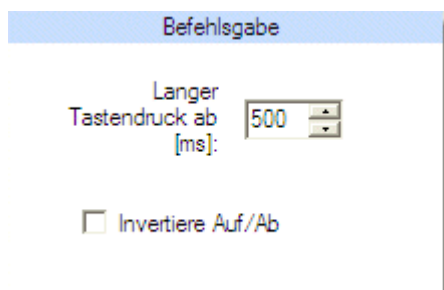 Befehlsgabe
Langer
Tastendruck ab
[ms]:
500
Invertiere Auf/Ab